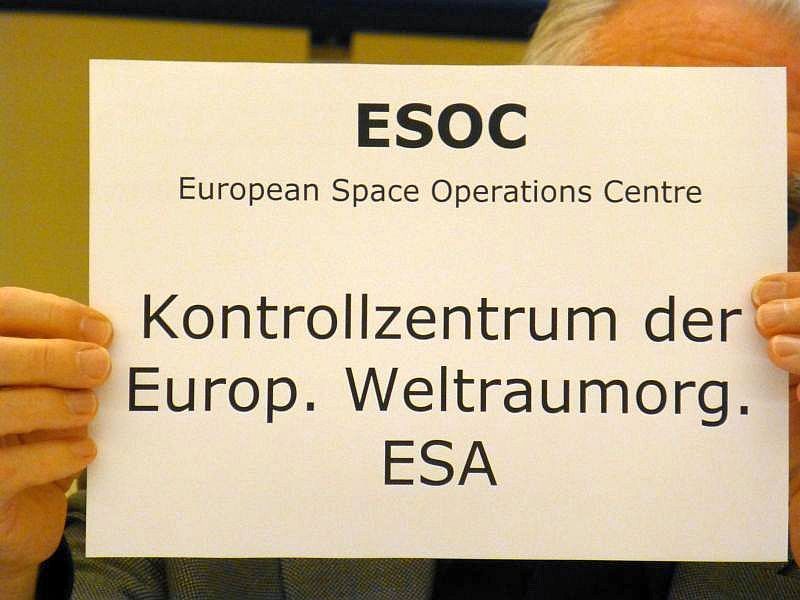 ESOC
European Space Operations Centre
Kontrollzentrum der
Europ. Weltraumorg.
ESA